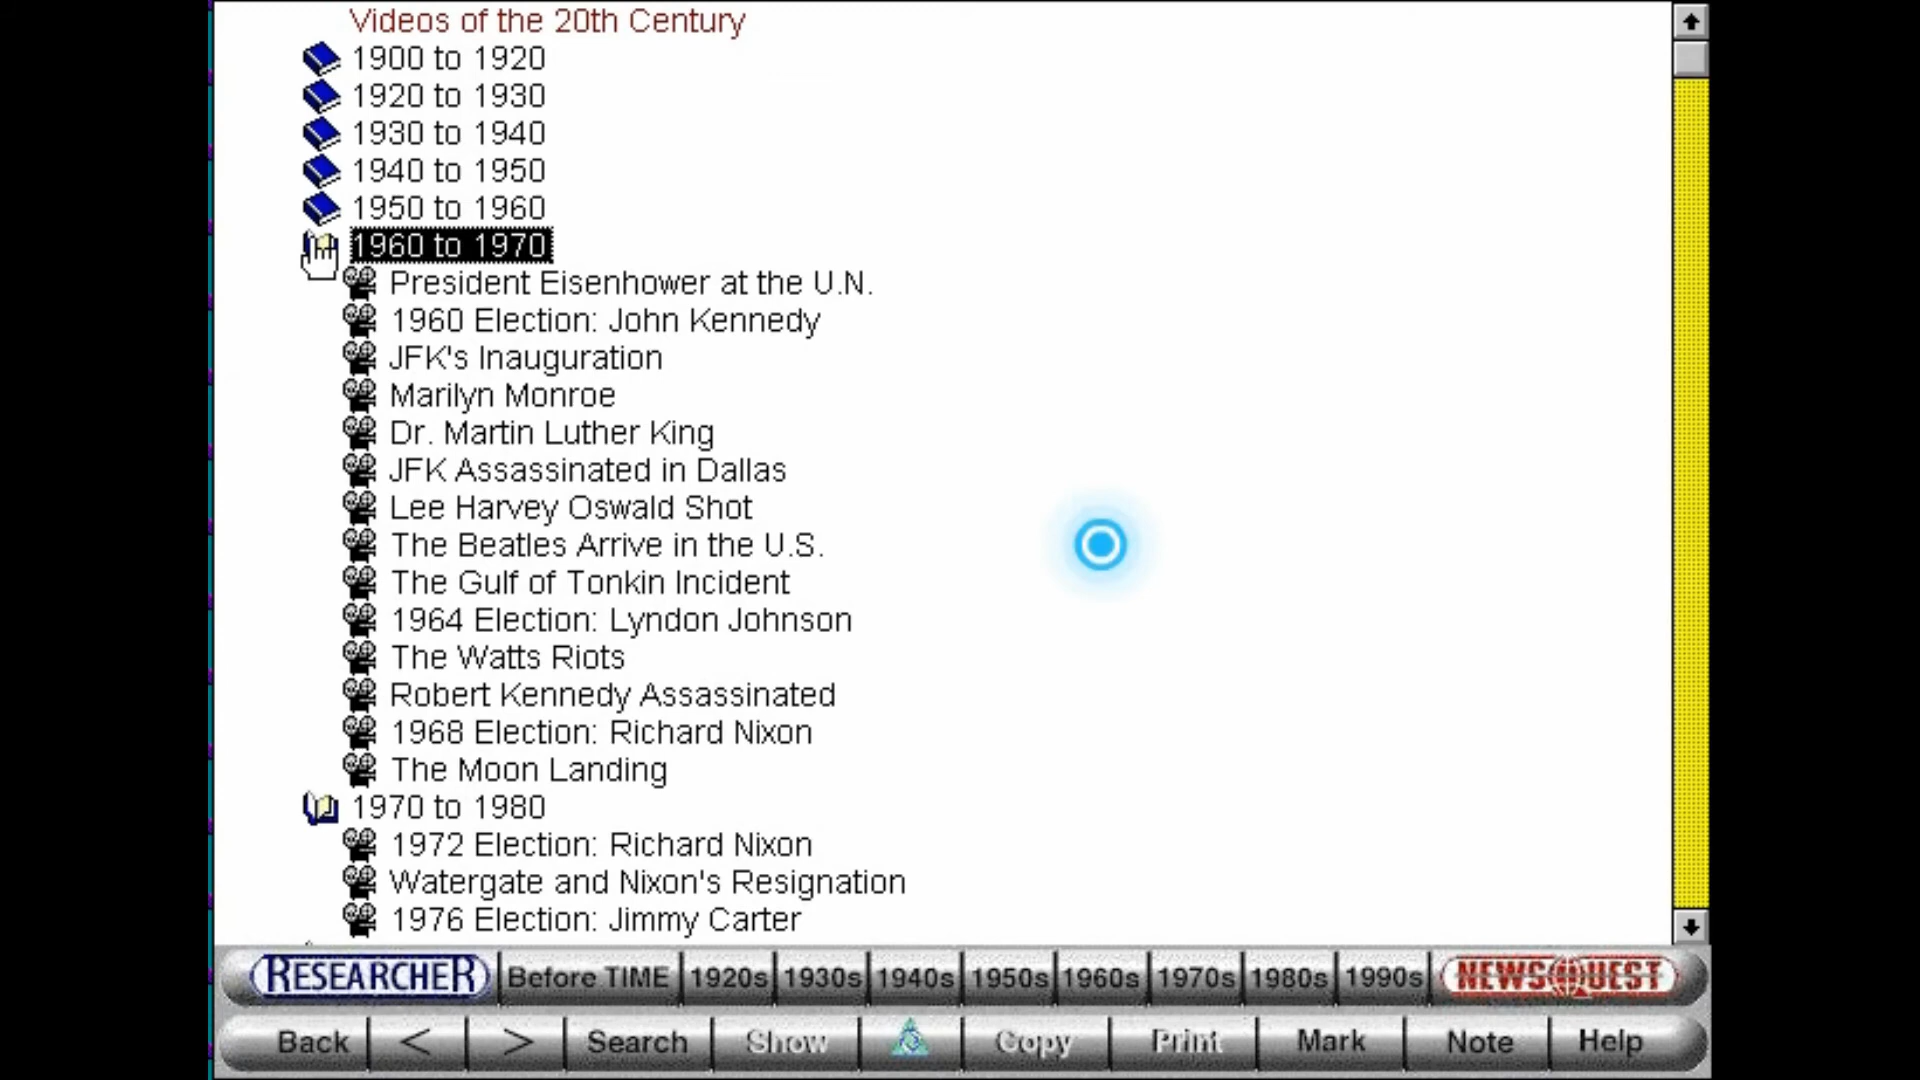 Videos of the 20th Century
1900 to 1920
1920 to 1930
1930 to 1940
1940 to 1950
1950 to 1960
1960 to 1970
President Eisenhower at the U.N.
1960 Election: John Kennedy
JFK's Inauguration
Marilyn Monroe
Dr. Martin Luther King
JFK Assassinated in Dallas
Lee Harvey Oswald Shot
The Beatles Arrive in the U.S.
The Gulf of Tonkin Incident
1964 Election: Lyndon Johnson
The Watts Riots
Robert Kennedy Assassinated
1968 Election: Richard Nixon
The Moon Landing
1970 to 1980
1972 Election: Richard Nixon
Watergate and Nixon's Resignation
1976 Election: Jimmy Carter
RESEARCHER Before TIME 1920s 1930s 1940s 1950s 1960s 1970s 1980s 1990s NEWSQUEST
Back < > Search Show Copy Print Mark Note Help